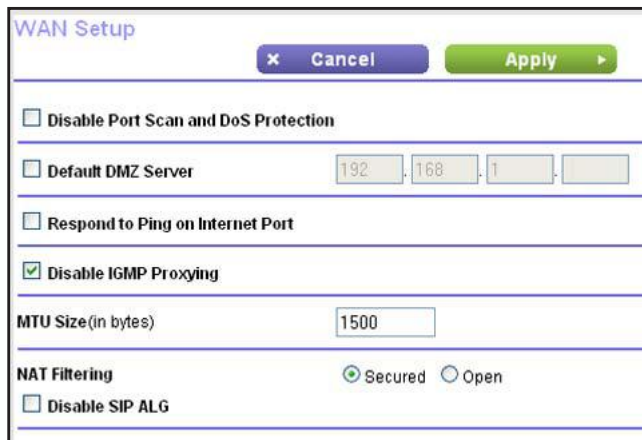 WAN Setup
Cancel Apply
Disable Port Scan and DoS Protection
Default DMZ Server 192 . 168 . 1 .
Respond to Ping on Internet Port
Disable IGMP Proxying
MTU Size(in bytes) 1500
NAT Filtering Secured Open
Disable SIP ALG